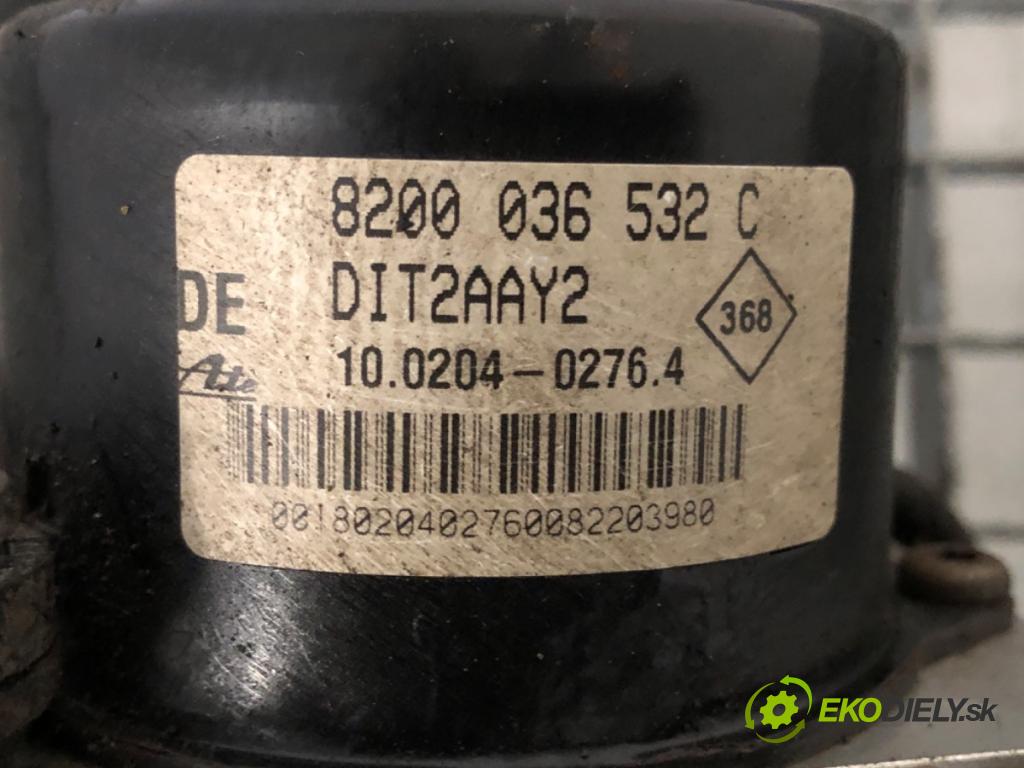 8200 036 532 C
DE DIT2AAY2
368
Ate 10.0204-0276.4
0018020402760082203980
EKODIELY.sk